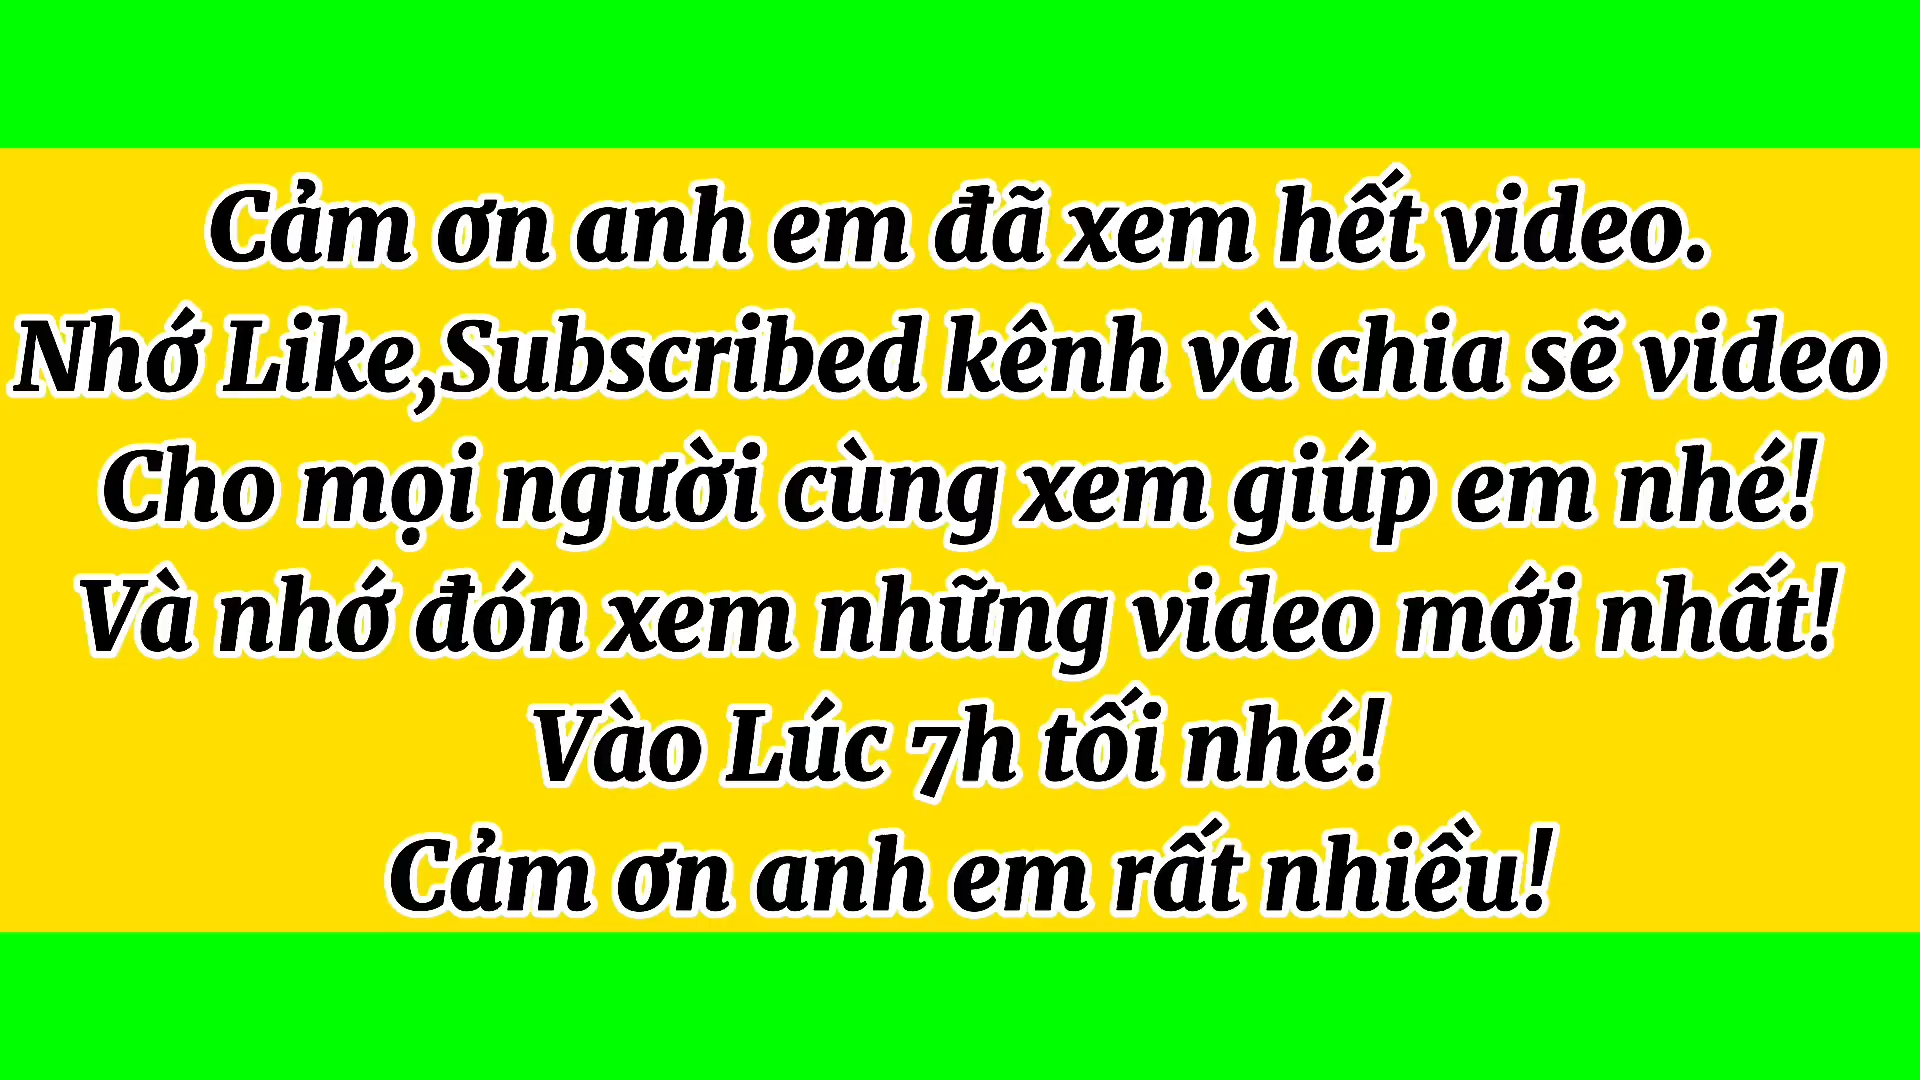 Cảm ơn anh em đã xem hết video.
Nhớ Like,Subscribed kênh và chia sẽ video
Cho mọi người cùng xem giúp em nhé!
Và nhớ đón xem những video mới nhất!
Vào Lúc 7h tối nhé!
Cảm ơn anh em rất nhiều!